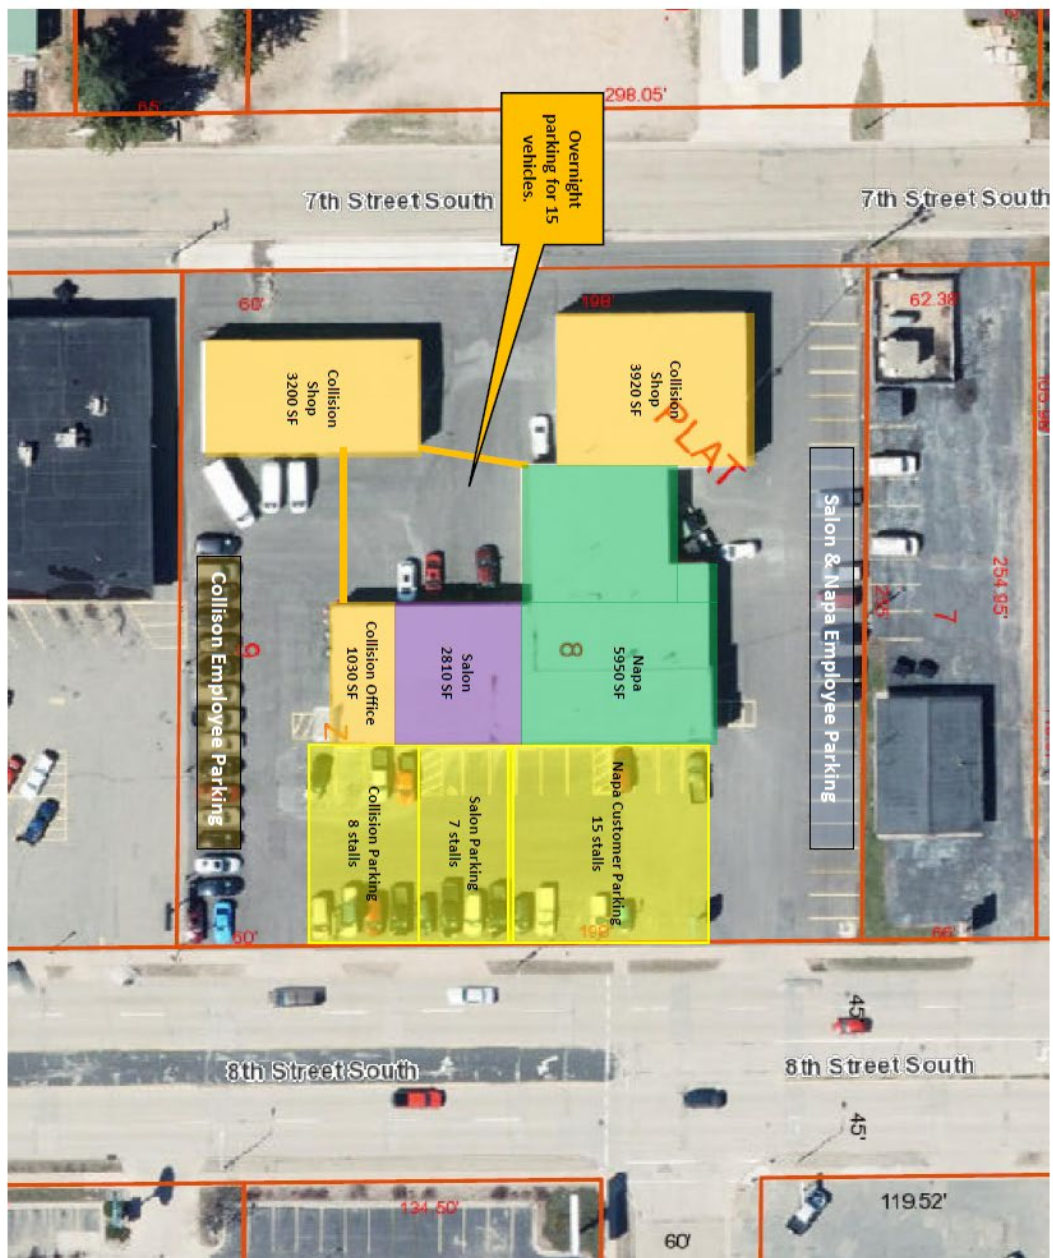 65'
298.05'
Overnight
parking for 15
vehicles.
7th Street South
7th Street South
60'
198'
62.38'
Collision
Shop
3200 SF
Collision
Shop
3920 SF
PLAT
Salon & Napa Employee Parking
254.95'
7
Collison Employee Parking
9
Collision Office
1030 SF
Salon
2810 SF
8
Napa
5950 SF
Z
Collision Parking
8 stalls
Salon Parking
7 stalls
Napa Customer Parking
15 stalls
60'
198'
66'
45'
8th Street South
8th Street South
45'
134.50'
119.52'
60'